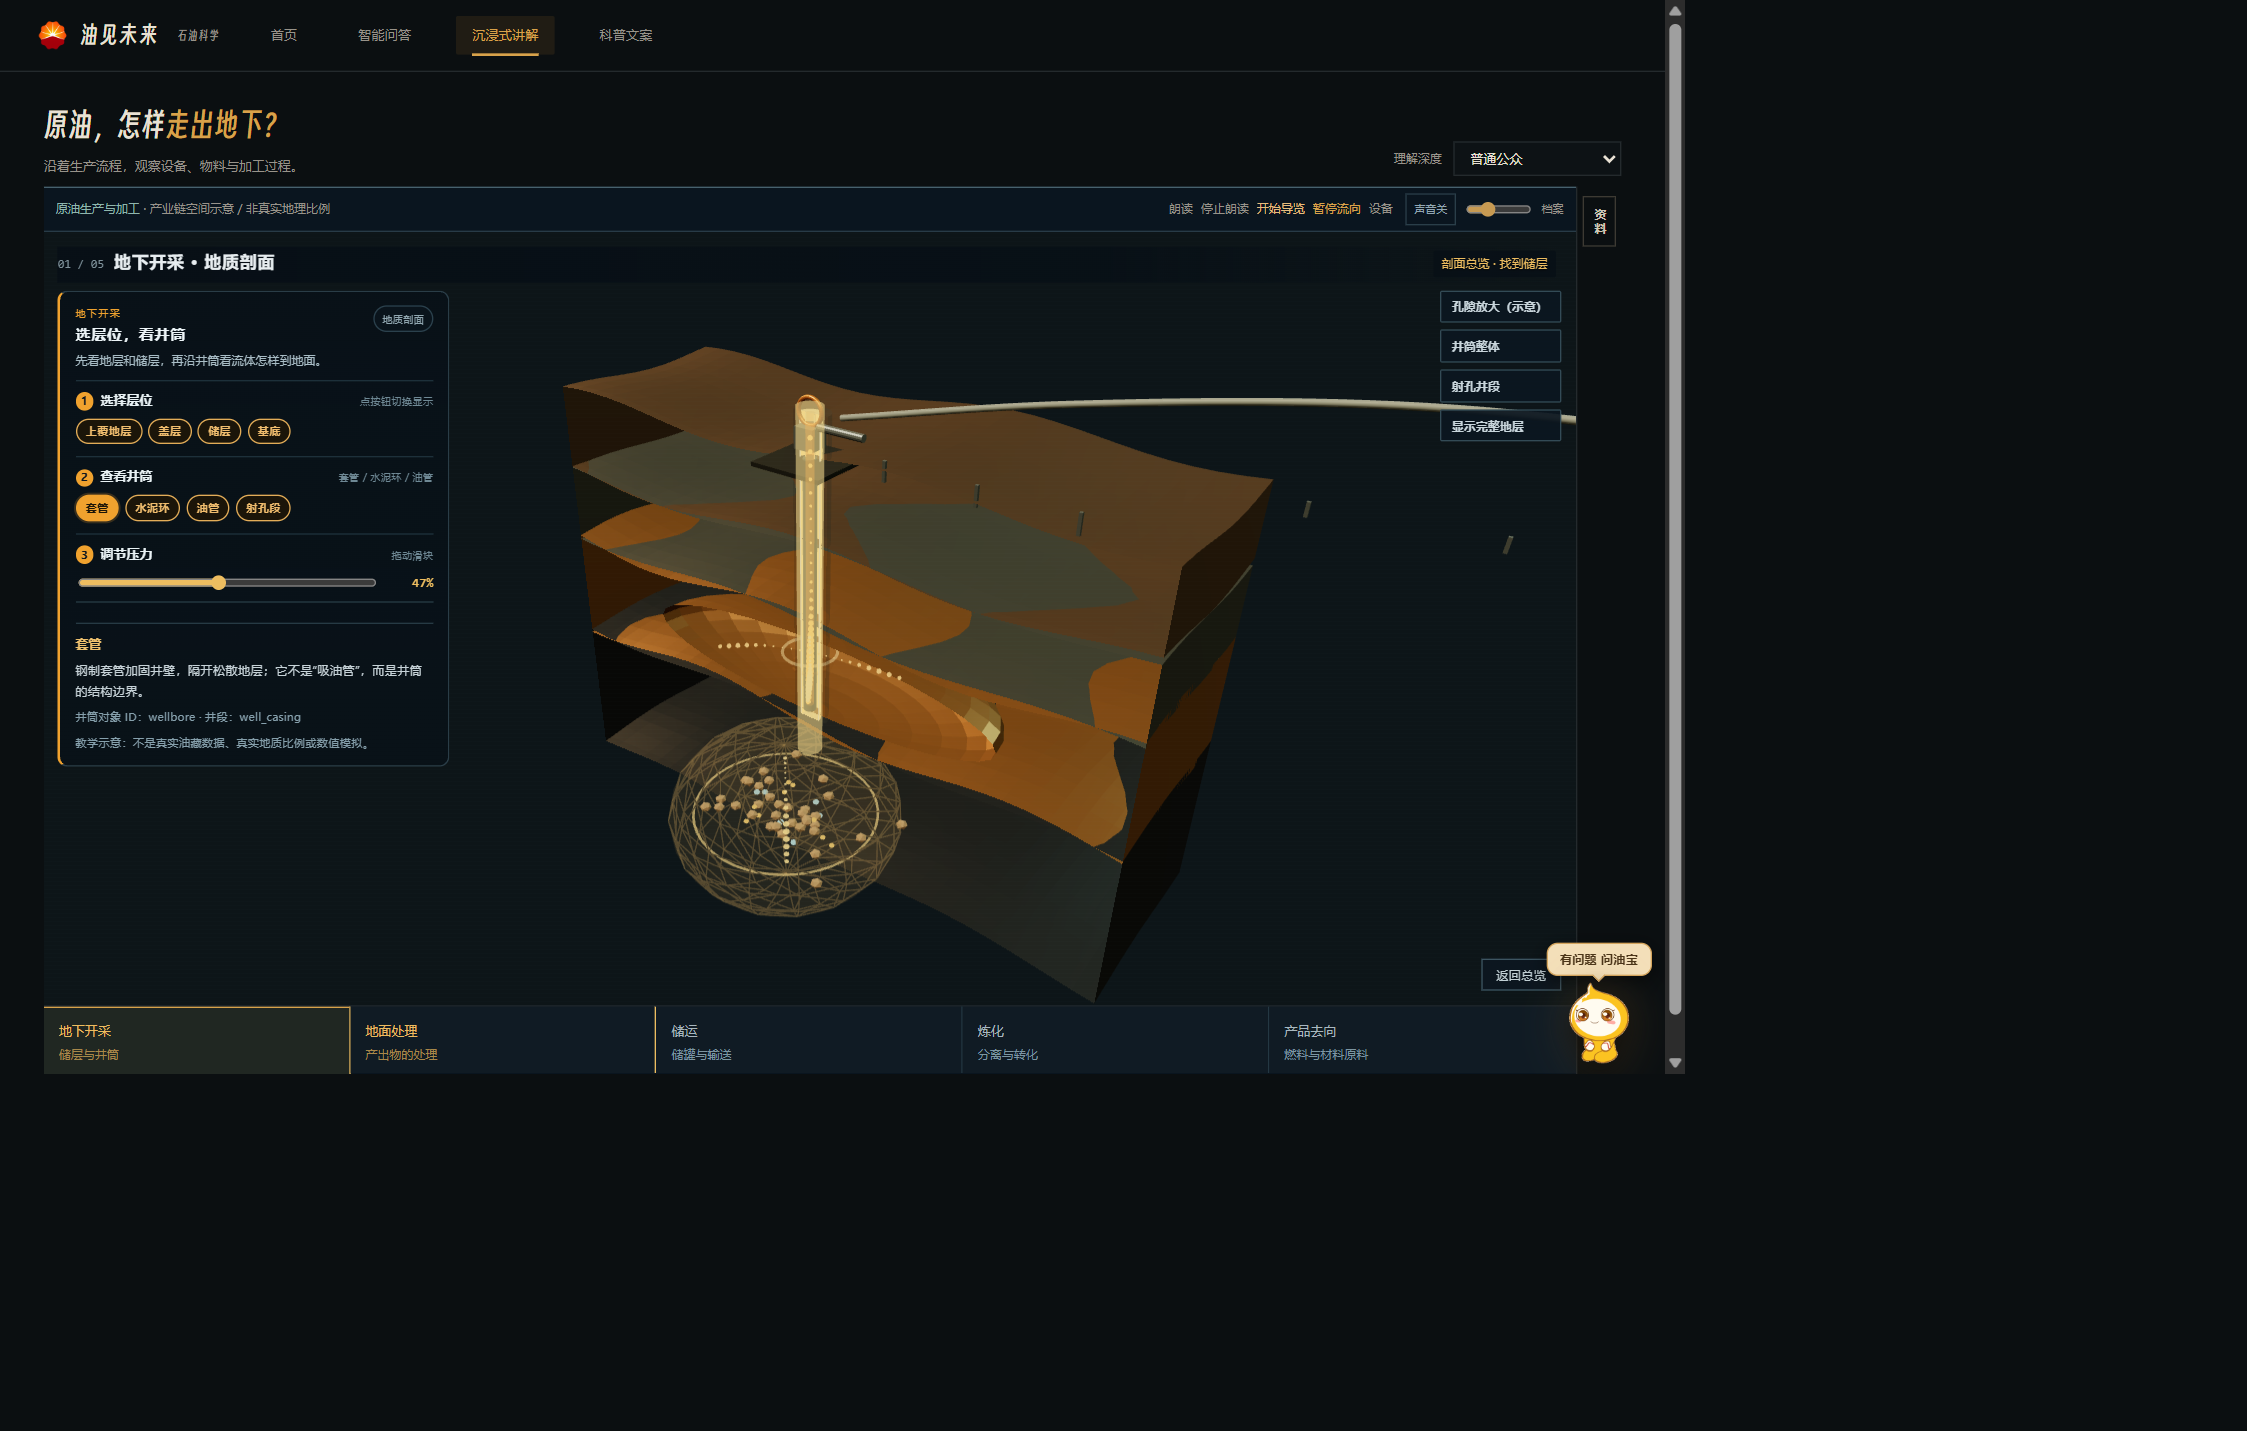 油见未来 石油科学 首页 智能问答 沉浸式讲解 科普文案
原油，怎样走出地下？
沿着生产流程，观察设备、物料与加工过程。
理解深度 普通公众
原油生产与加工 · 产业链空间示意 / 非真实地理比例
朗读 停止朗读 开始导览 暂停流向 设备 声音关 档案
资料
01 / 05 地下开采 • 地质剖面
剖面总览 · 找到储层
孔隙放大（示意）
井筒整体
射孔井段
显示完整地层
地下开采
地质剖面
选层位，看井筒
先看地层和储层，再沿井筒看流体怎样到地面。
1 选择层位 点按钮切换显示
上覆地层 盖层 储层 基底
2 查看井筒 套管 / 水泥环 / 油管
套管 水泥环 油管 射孔段
3 调节压力 拖动滑块
47%
套管
钢制套管加固井壁，隔开松散地层；它不是“吸油管”，而是井筒
的结构边界。
井筒对象 ID：wellbore · 井段：well_casing
教学示意：不是真实油藏数据、真实地质比例或数值模拟。
有问题 问油宝
返回总览
地下开采
储层与井筒
地面处理
产出物的处理
储运
储罐与输送
炼化
分离与转化
产品去向
燃料与材料原料